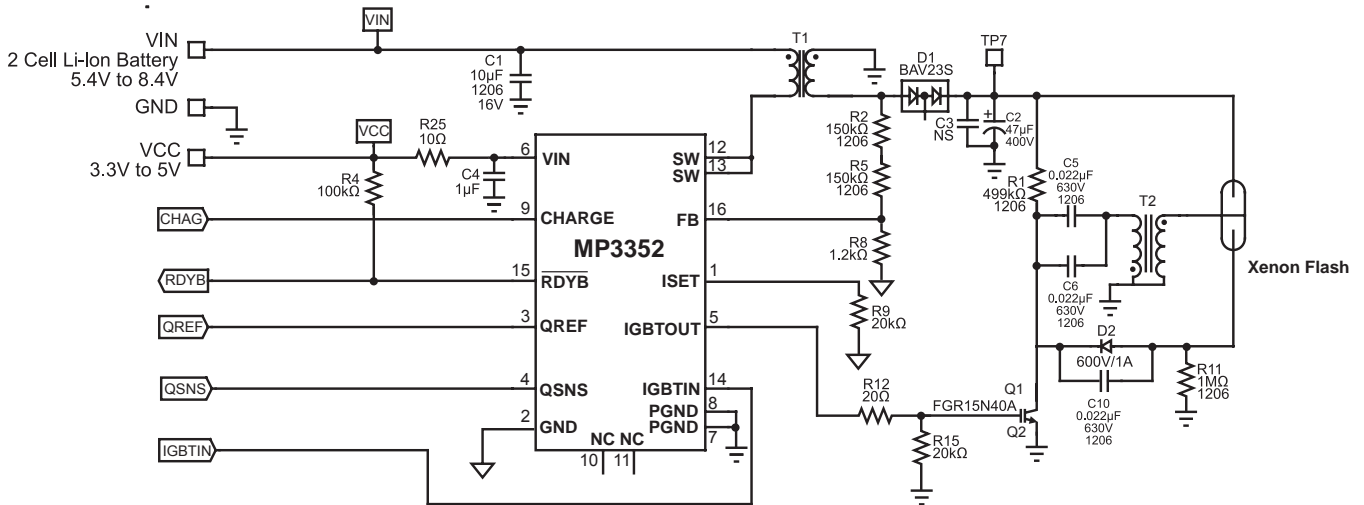 VIN
VIN
2 Cell Li-Ion Battery
5.4V to 8.4V
GND
VCC
3.3V to 5V
VCC
R25
10Ω
R4
100kΩ
C4
1µF
C1
10µF
1206
16V
T1
D1
BAV23S
TP7
C3
NS
+
C2
47µF
400V
R2
150kΩ
1206
R5
150kΩ
1206
R8
1.2kΩ
R1
499kΩ
1206
C5
0.022µF
630V
1206
C6
0.022µF
630V
1206
T2
Xenon Flash
D2
600V/1A
C10
0.022µF
630V
1206
R11
1MΩ
1206
CHAG
RDYB
QREF
QSNS
IGBTIN
MP3352
6
VIN
9
CHARGE
15
RDYB
3
QREF
4
QSNS
2
GND
NC NC
10
11
12
SW
13
SW
16
FB
1
ISET
5
IGBTOUT
14
IGBTIN
8
PGND
PGND
7
R9
20kΩ
R12
20Ω
R15
20kΩ
FGR15N40A
Q1
Q2